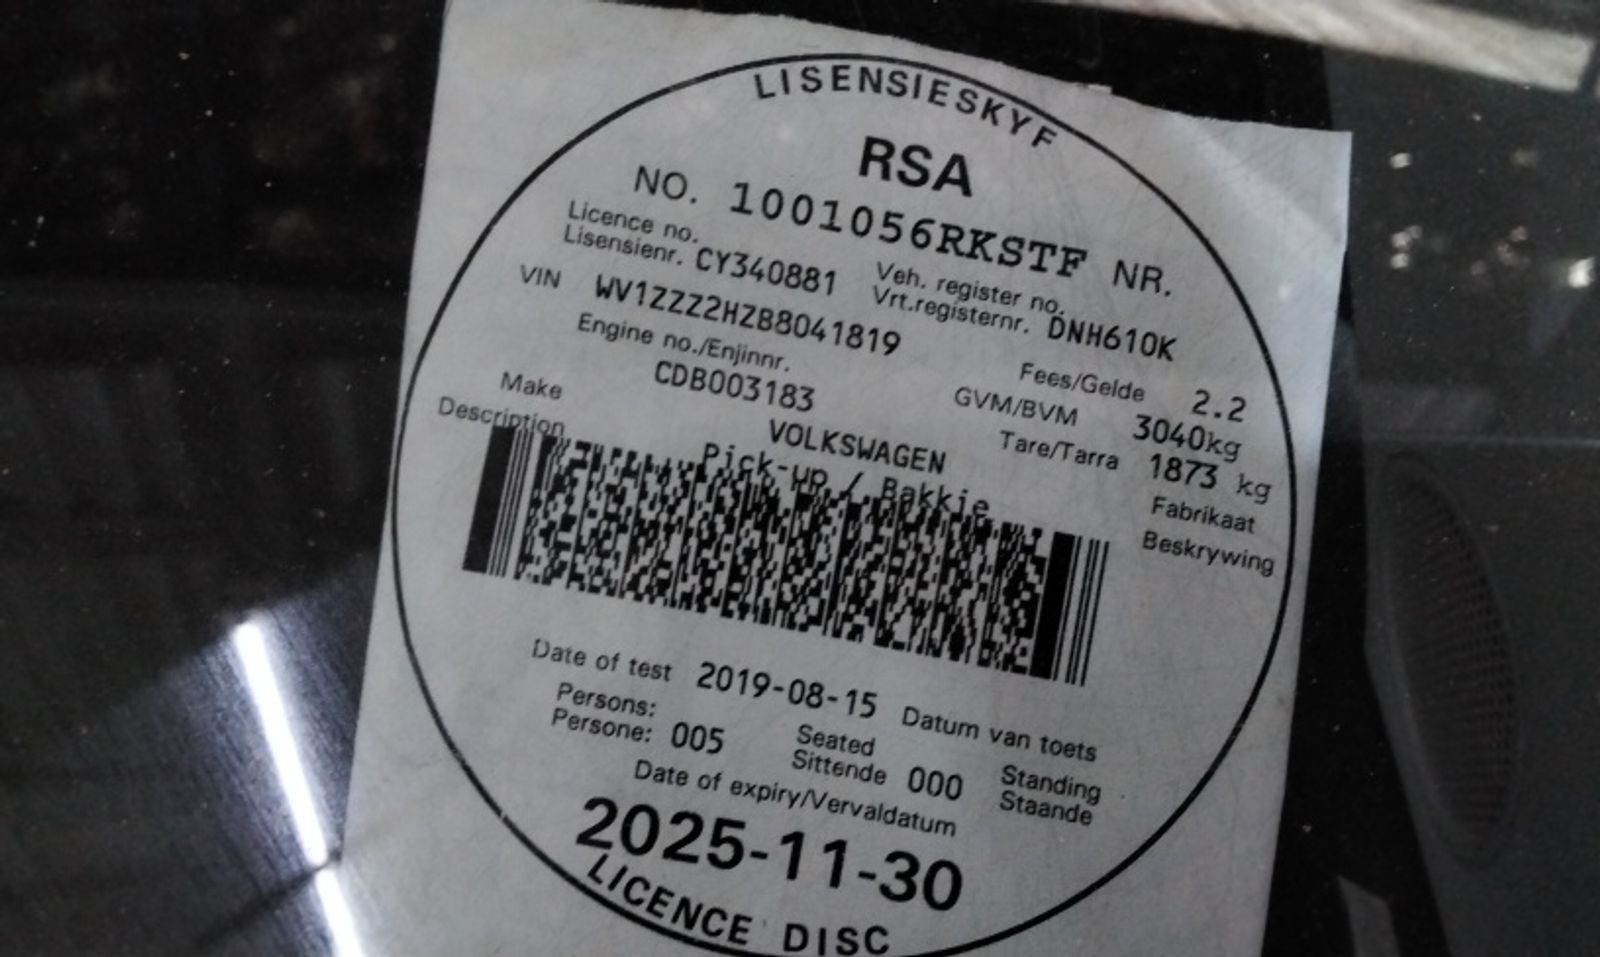 LISENSIESKYF
RSA
NO. 1001056RKSTF NR.
Licence no.
Lisensienr. CY340881
Veh. register no.
Vrt.registernr. DNH610K
VIN WV1ZZZ2HZB8041819
Engine no./Enjinnr.
CDB003183
Fees/Gelde 2.2
GVM/BVM 3040kg
Tare/Tarra 1873 kg
Make VOLKSWAGEN Fabrikaat
Description Pick-up / Bakkie Beskrywing
Date of test 2019-08-15 Datum van toets
Persons:
Persone: 005
Seated
Sittende 000
Standing
Staande
Date of expiry/Vervaldatum
2025-11-30
LICENCE DISC